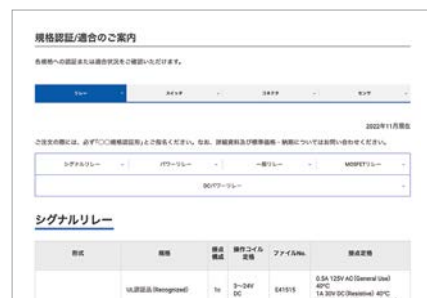 規格認証/適合のご案内
各規格への認証または適合状況をご確認いただけます。
リレー スイッチ コネクタ センサ
2022年11月現在
ご注文の際には、必ず「〇〇規格認証形」とご指名ください。なお、詳細資料及び標準価格・納期についてはお問い合わせください。
シグナルリレー パワーリレー 一般リレー MOSFETリレー
DCパワーリレー
シグナルリレー
形式 規格 接点構成 操作コイル定格 ファイルNo. 接点定格
UL認証品 (Recognized) 1c 3～24V DC E41515 0.5A 125V AC (General Use) 40°C
1A 30V DC (Resistive) 40°C